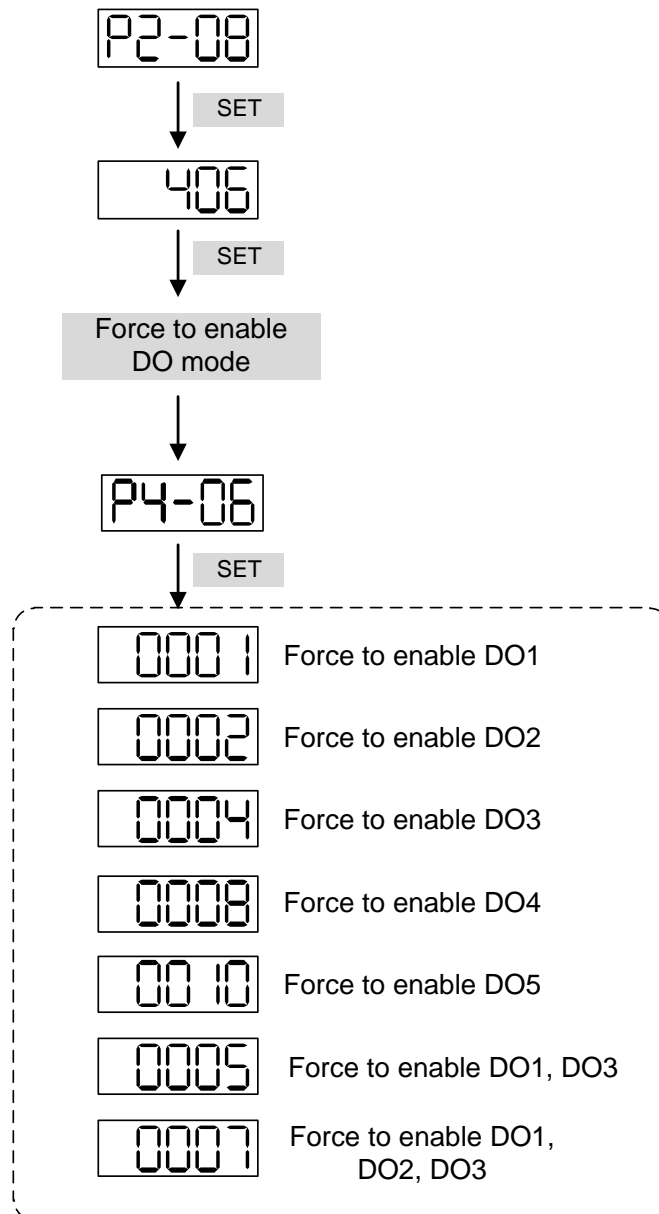 P2-08
SET
406
SET
Force to enable
DO mode
P4-06
SET
0001 Force to enable DO1
0002 Force to enable DO2
0004 Force to enable DO3
0008 Force to enable DO4
0010 Force to enable DO5
0005 Force to enable DO1, DO3
0007 Force to enable DO1,
DO2, DO3